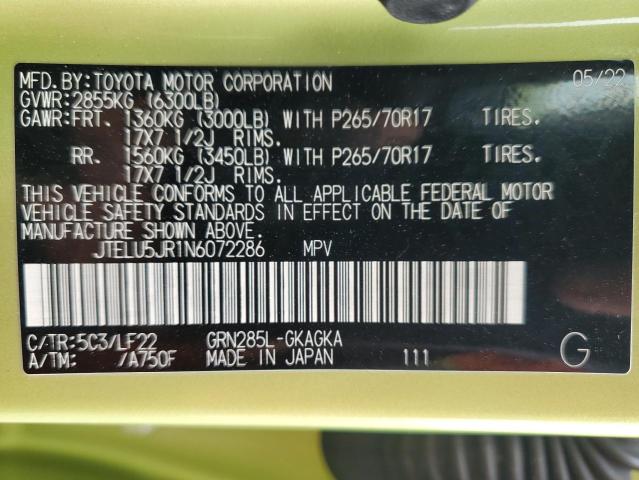 MFD.BY:TOYOTA MOTOR CORPORATION 05/22
GVWR:2855KG (6300LB)
GAWR:FRT. 1360KG (3000LB) WITH P265/70R17 TIRES.
17X7 1/2J RIMS.
RR. 1560KG (3450LB) WITH P265/70R17 TIRES.
17X7 1/2J RIMS.
THIS VEHICLE CONFORMS TO ALL APPLICABLE FEDERAL MOTOR
VEHICLE SAFETY STANDARDS IN EFFECT ON THE DATE OF
MANUFACTURE SHOWN ABOVE.
JTELU5JR1N6072286 MPV
C/TR:5C3/LF22 GRN285L-GKAGKA
A/TM: /A750F MADE IN JAPAN 111 G